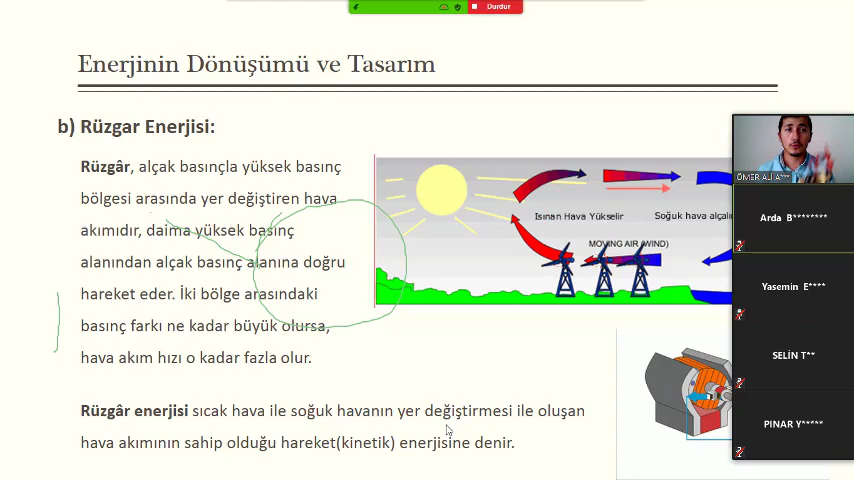 Durdur
Enerjinin Dönüşümü ve Tasarım
b) Rüzgar Enerjisi:
Rüzgâr, alçak basınçla yüksek basınç
bölgesi arasında yer değiştiren hava
akımıdır, daima yüksek basınç
alanından alçak basınç alanına doğru
hareket eder. İki bölge arasındaki
basınç farkı ne kadar büyük olursa,
hava akım hızı o kadar fazla olur.
Isınan Hava Yükselir
Soğuk hava alçalır
MOVING AIR (WIND)
Rüzgâr enerjisi sıcak hava ile soğuk havanın yer değiştirmesi ile oluşan
hava akımının sahip olduğu hareket(kinetik) enerjisine denir.
ÖMER ALİ A***
Arda B********
Yasemin E****
SELİN T**
PINAR Y*****